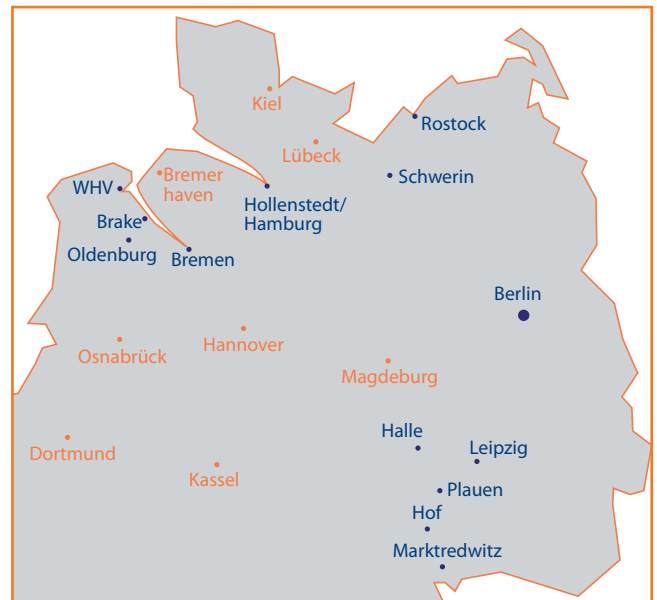 Kiel
Rostock
Lübeck
Bremer
haven
Schwerin
WHV
Hollenstedt/
Hamburg
Brake
Oldenburg
Bremen
Berlin
Hannover
Osnabrück
Magdeburg
Halle
Leipzig
Dortmund
Kassel
Plauen
Hof
Marktredwitz